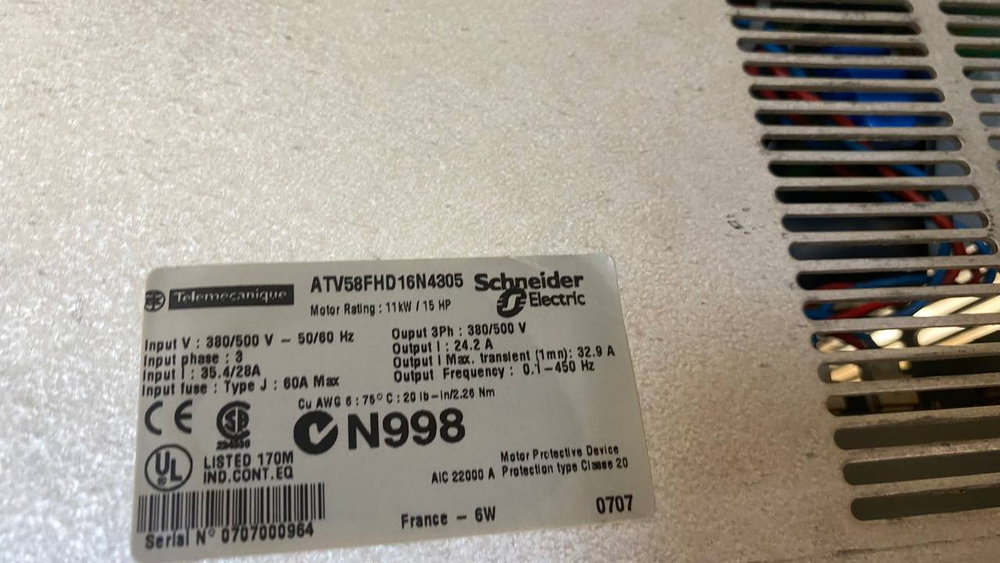 Telemecanique
ATV58FHD16N4305
Schneider
Electric
Motor Rating : 11kW / 15 HP
Input V : 380/500 V – 50/60 Hz
Input phase : 3
Input I : 35.4/28A
Input fuse : Type J : 60A Max
Ouput 3Ph : 380/500 V
Output I : 24.2 A
Output I Max. transient (1mn): 32.9 A
Output Frequency : 0.1-450 Hz
Cu AWG 6 : 75° C : 20 lb-in/2.26 Nm
CE
N998
UL
LISTED 170M
IND.CONT.EQ
Motor Protective Device
AIC 22000 A Protection type Classe 20
France – 6W
0707
Serial N° 0707000964